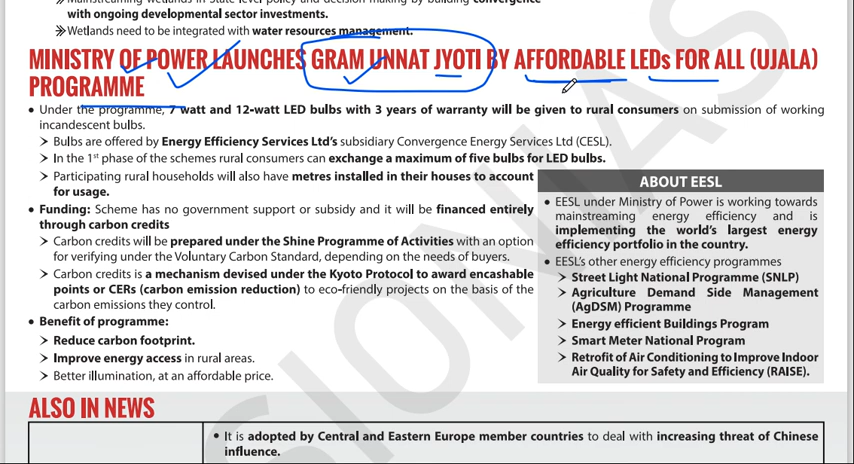 ≫ Mainstreaming wetlands in State level policy and decision making by building convergence
with ongoing developmental sector investments.
≫ Wetlands need to be integrated with water resources management.
MINISTRY OF POWER LAUNCHES GRAM UNNAT JYOTI BY AFFORDABLE LEDs FOR ALL (UJALA)
PROGRAMME
• Under the programme, 7 watt and 12-watt LED bulbs with 3 years of warranty will be given to rural consumers on submission of working
incandescent bulbs.
➢ Bulbs are offered by Energy Efficiency Services Ltd's subsidiary Convergence Energy Services Ltd (CESL).
➢ In the 1st phase of the schemes rural consumers can exchange a maximum of five bulbs for LED bulbs.
➢ Participating rural households will also have metres installed in their houses to account
for usage.
• Funding: Scheme has no government support or subsidy and it will be financed entirely
through carbon credits
➢ Carbon credits will be prepared under the Shine Programme of Activities with an option
for verifying under the Voluntary Carbon Standard, depending on the needs of buyers.
➢ Carbon credits is a mechanism devised under the Kyoto Protocol to award encashable
points or CERs (carbon emission reduction) to eco-friendly projects on the basis of the
carbon emissions they control.
• Benefit of programme:
➢ Reduce carbon footprint.
➢ Improve energy access in rural areas.
➢ Better illumination, at an affordable price.
ABOUT EESL
• EESL under Ministry of Power is working towards
mainstreaming energy efficiency and is
implementing the world's largest energy
efficiency portfolio in the country.
• EESL's other energy efficiency programmes
➢ Street Light National Programme (SNLP)
➢ Agriculture Demand Side Management
(AgDSM) Programme
➢ Energy efficient Buildings Program
➢ Smart Meter National Program
➢ Retrofit of Air Conditioning to Improve Indoor
Air Quality for Safety and Efficiency (RAISE).
ALSO IN NEWS
• It is adopted by Central and Eastern Europe member countries to deal with increasing threat of Chinese
influence.
SION IAS